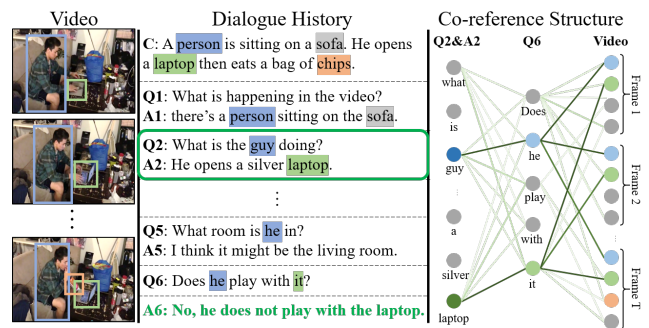 Video
Dialogue History
Co-reference Structure
C: A person is sitting on a sofa. He opens
a laptop then eats a bag of chips.
Q1: What is happening in the video?
A1: there's a person sitting on the sofa.
Q2: What is the guy doing?
A2: He opens a silver laptop.
Q5: What room is he in?
A5: I think it might be the living room.
Q6: Does he play with it?
A6: No, he does not play with the laptop.
Q2&A2
Q6
Video
what
is
guy
a
silver
laptop
Does
he
play
with
it
Frame 1
Frame 2
Frame T